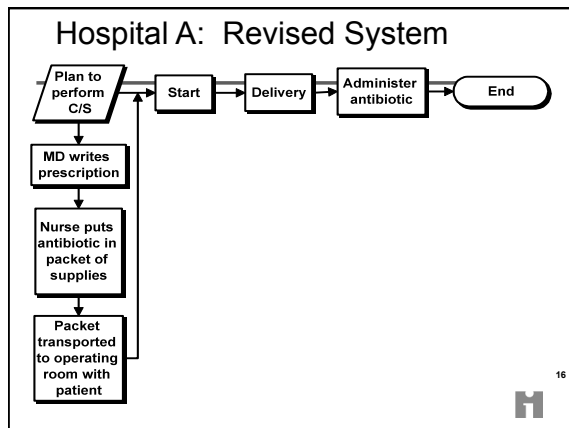 Hospital A:  Revised System
Plan to
perform
C/S
Start
Delivery
Administer
antibiotic
End
MD writes
prescription
Nurse puts
antibiotic in
packet of
supplies
Packet
transported
to operating
room with
patient
16